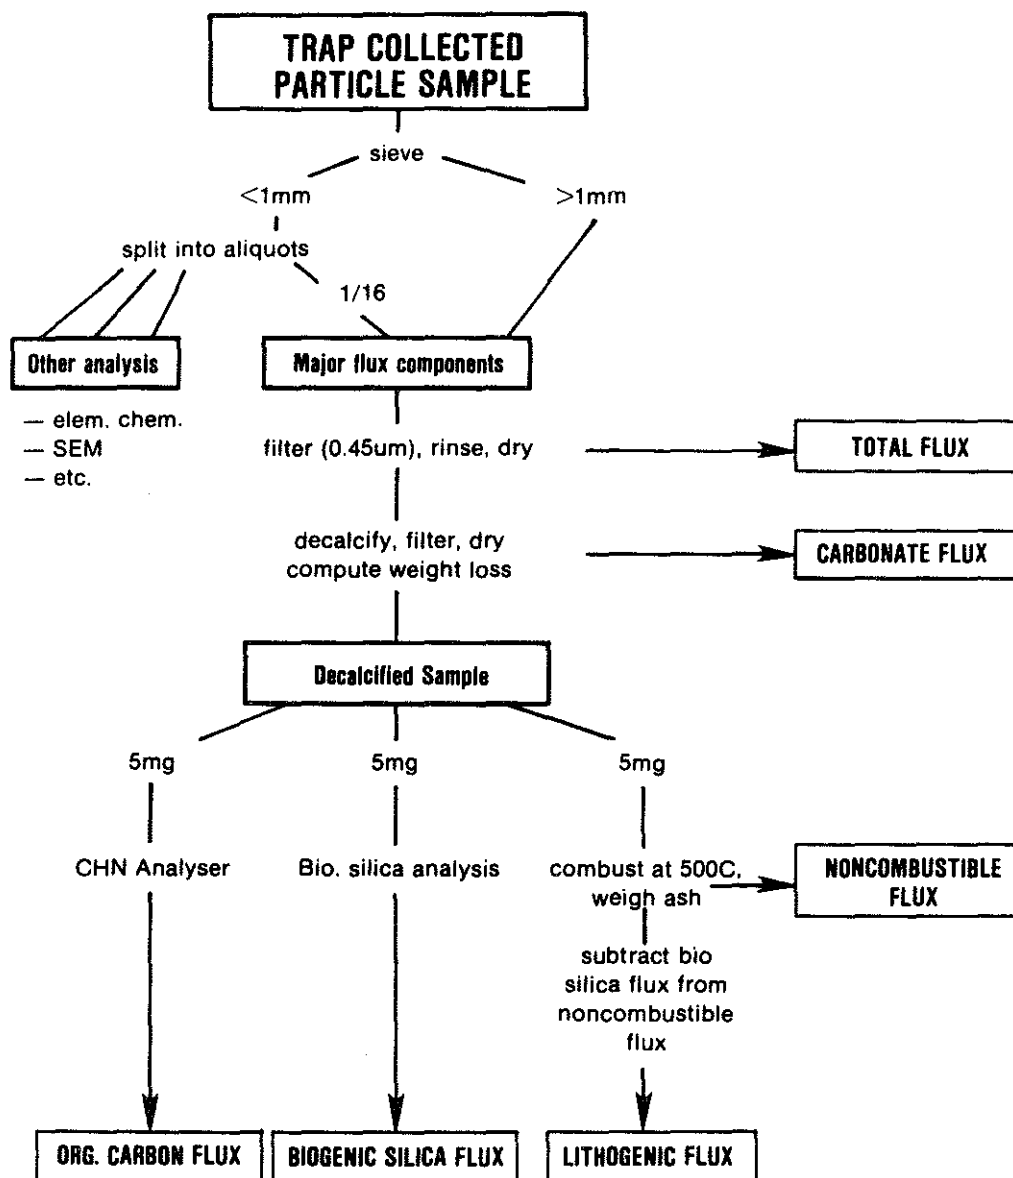 TRAP COLLECTED
PARTICLE SAMPLE
sieve
<1mm
>1mm
split into aliquots
1/16
Other analysis
Major flux components
— elem. chem.
— SEM
— etc.
filter (0.45um), rinse, dry
TOTAL FLUX
decalcify, filter, dry
compute weight loss
CARBONATE FLUX
Decalcified Sample
5mg
5mg
5mg
CHN Analyser
Bio. silica analysis
combust at 500C,
weigh ash
NONCOMBUSTIBLE
FLUX
subtract bio
silica flux from
noncombustible
flux
ORG. CARBON FLUX
BIOGENIC SILICA FLUX
LITHOGENIC FLUX